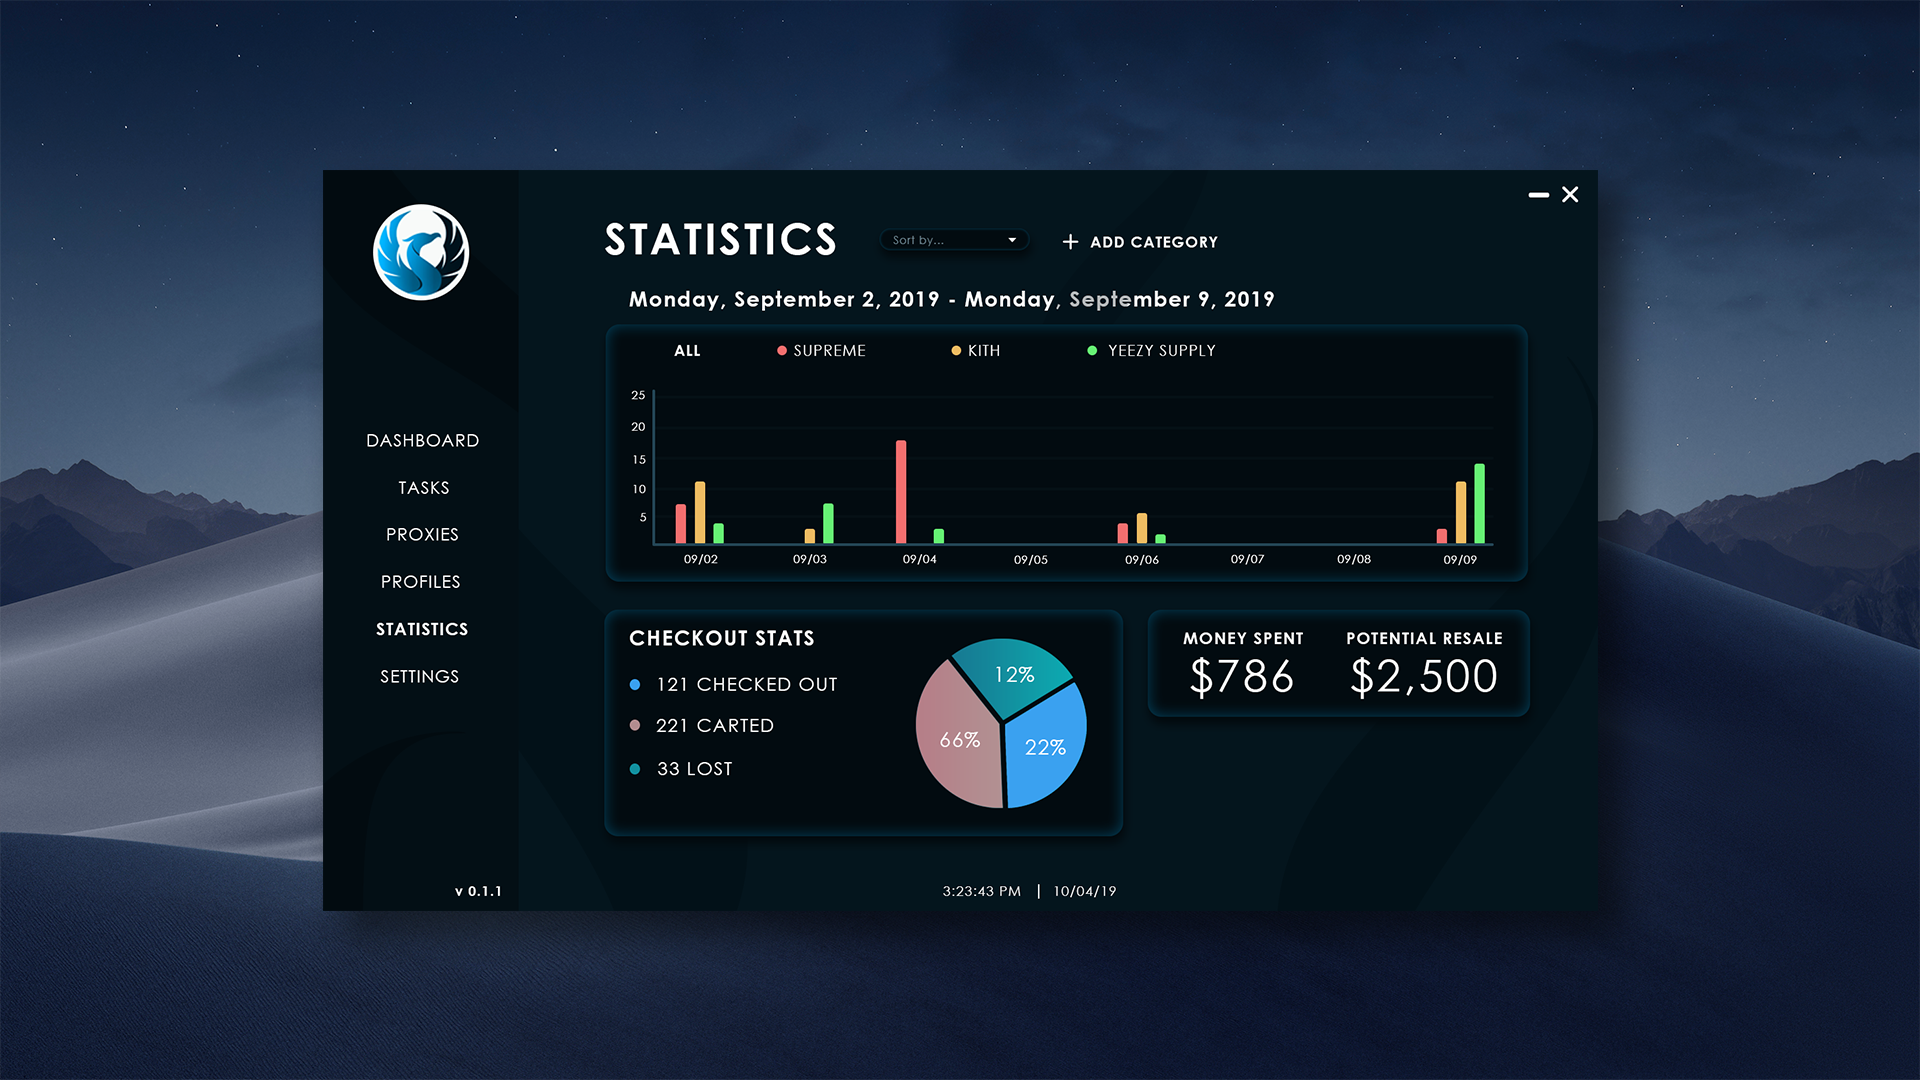 STATISTICS
Sort by...
+ ADD CATEGORY
Monday, September 2, 2019 - Monday, September 9, 2019
ALL
SUPREME
KITH
YEEZY SUPPLY
25
20
15
10
5
09/02
09/03
09/04
09/05
09/06
09/07
09/08
09/09
DASHBOARD
TASKS
PROXIES
PROFILES
STATISTICS
SETTINGS
v 0.1.1
CHECKOUT STATS
121 CHECKED OUT
221 CARTED
33 LOST
12%
66%
22%
MONEY SPENT
$786
POTENTIAL RESALE
$2,500
3:23:43 PM | 10/04/19